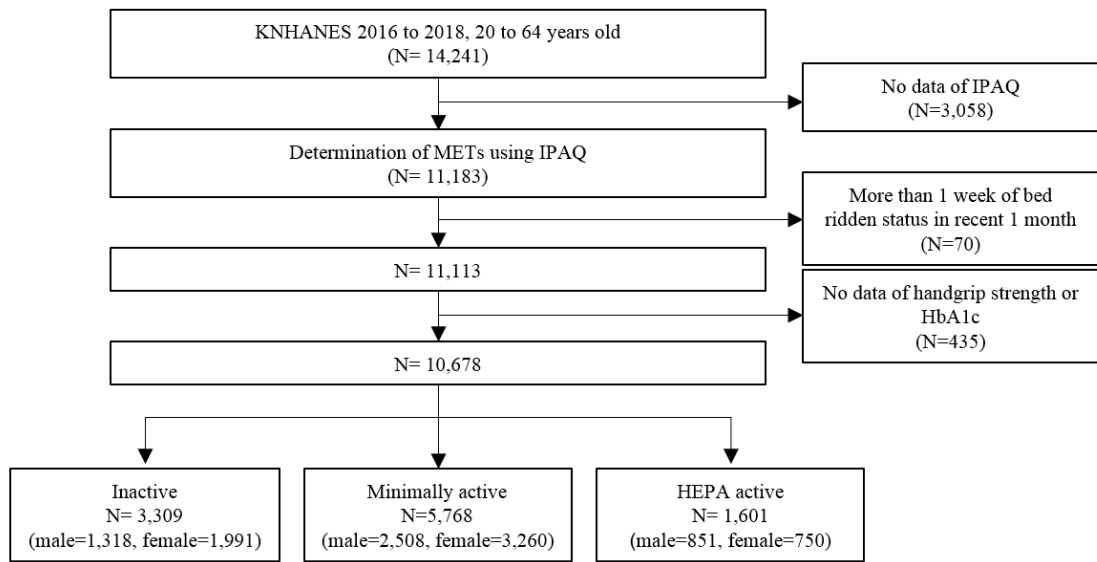 KNHANES 2016 to 2018, 20 to 64 years old
(N= 14,241)
No data of IPAQ
(N=3,058)
Determination of METs using IPAQ
(N= 11,183)
More than 1 week of bed
ridden status in recent 1 month
(N=70)
N= 11,113
No data of handgrip strength or
HbA1c
(N=435)
N= 10,678
Inactive
N= 3,309
(male=1,318, female=1,991)
Minimally active
N=5,768
(male=2,508, female=3,260)
HEPA active
N= 1,601
(male=851, female=750)